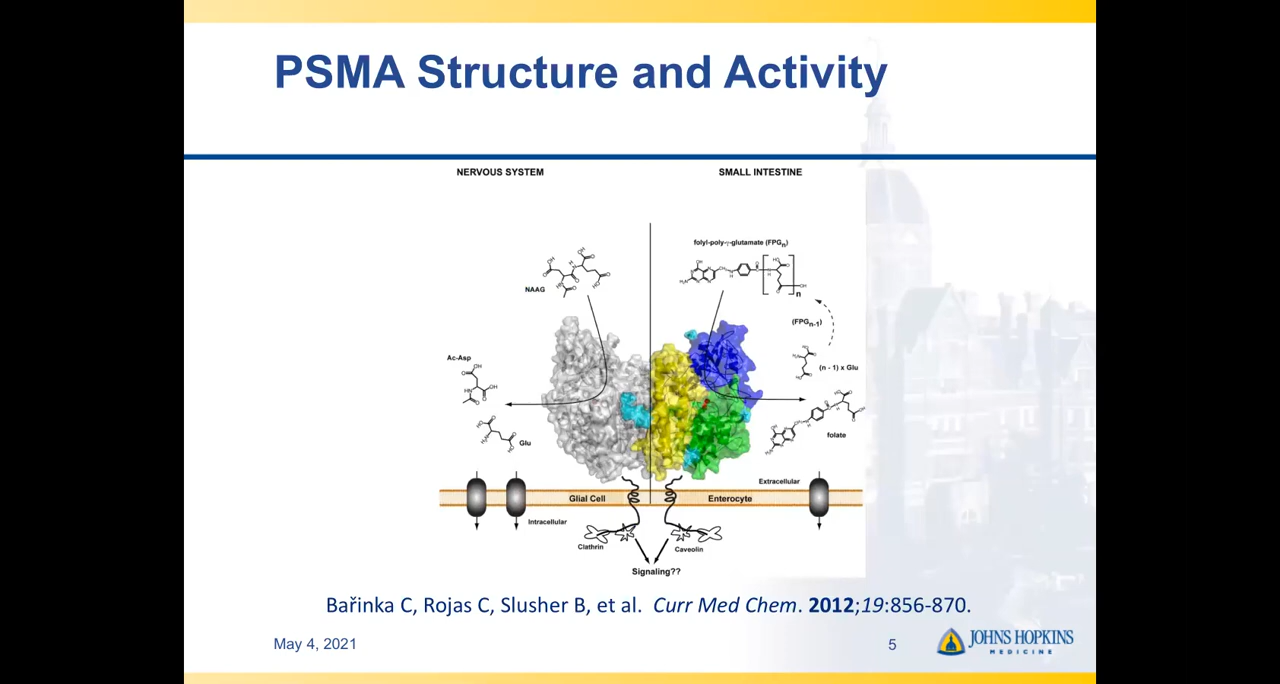 PSMA Structure and Activity
NERVOUS SYSTEM
SMALL INTESTINE
folyl-poly-γ-glutamate (FPGn)
NAAG
n
(FPGn-1)
Ac-Asp
(n - 1) x Glu
Glu
folate
Extracellular
Glial Cell
Enterocyte
Intracellular
Clathrin
Caveolin
Signaling??
Bařinka C, Rojas C, Slusher B, et al. Curr Med Chem. 2012;19:856-870.
May 4, 2021
5
JOHNS HOPKINS
MEDICINE